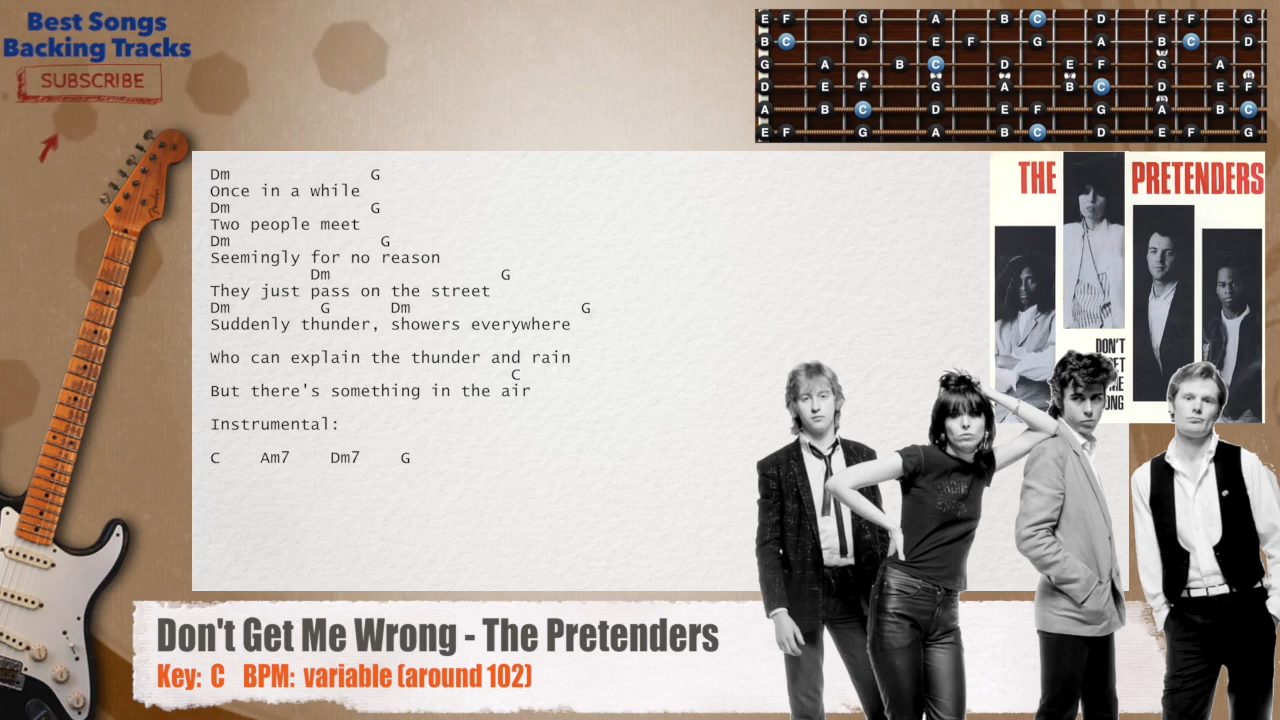 Best Songs
Backing Tracks
SUBSCRIBE
E F G A B C D E F G
B C D E F G A B C D
G A B C D E F G A
D E F G A B C D E F
A B C D E F G A B C
E F G A B C D E F G
Dm G
Once in a while
Dm G
Two people meet
Dm G
Seemingly for no reason
Dm G
They just pass on the street
Dm G Dm G
Suddenly thunder, showers everywhere
Who can explain the thunder and rain
C
But there's something in the air
Instrumental:
C Am7 Dm7 G
THE PRETENDERS
DON'T
Fender
Don't Get Me Wrong - The Pretenders
Key: C BPM: variable (around 102)